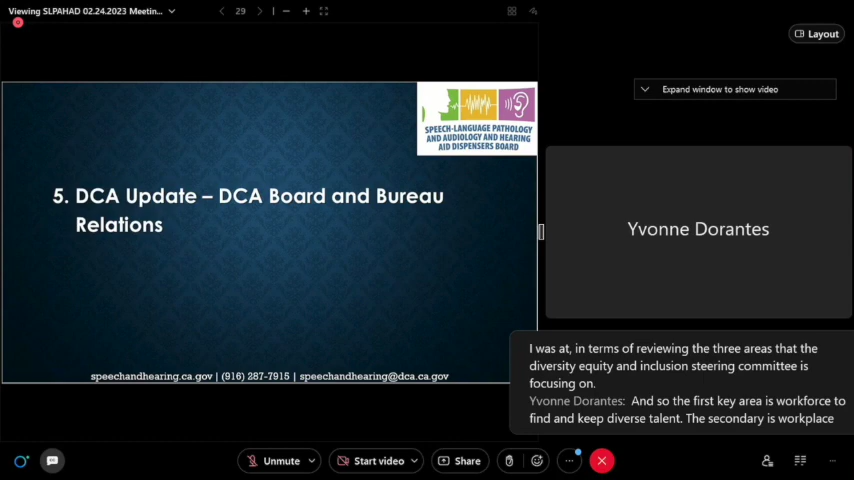 Viewing SLPAHAD 02.24.2023 Meetin...
29
Layout
Expand window to show video
SPEECH-LANGUAGE PATHOLOGY
AND AUDIOLOGY AND HEARING
AID DISPENSERS BOARD
5. DCA Update – DCA Board and Bureau
Relations
Yvonne Dorantes
speechandhearing.ca.gov | (916) 287-7915 | speechandhearing@dca.ca.gov
I was at, in terms of reviewing the three areas that the
diversity equity and inclusion steering committee is
focusing on.
Yvonne Dorantes: And so the first key area is workforce to
find and keep diverse talent. The secondary is workplace
Unmute
Start video
Share